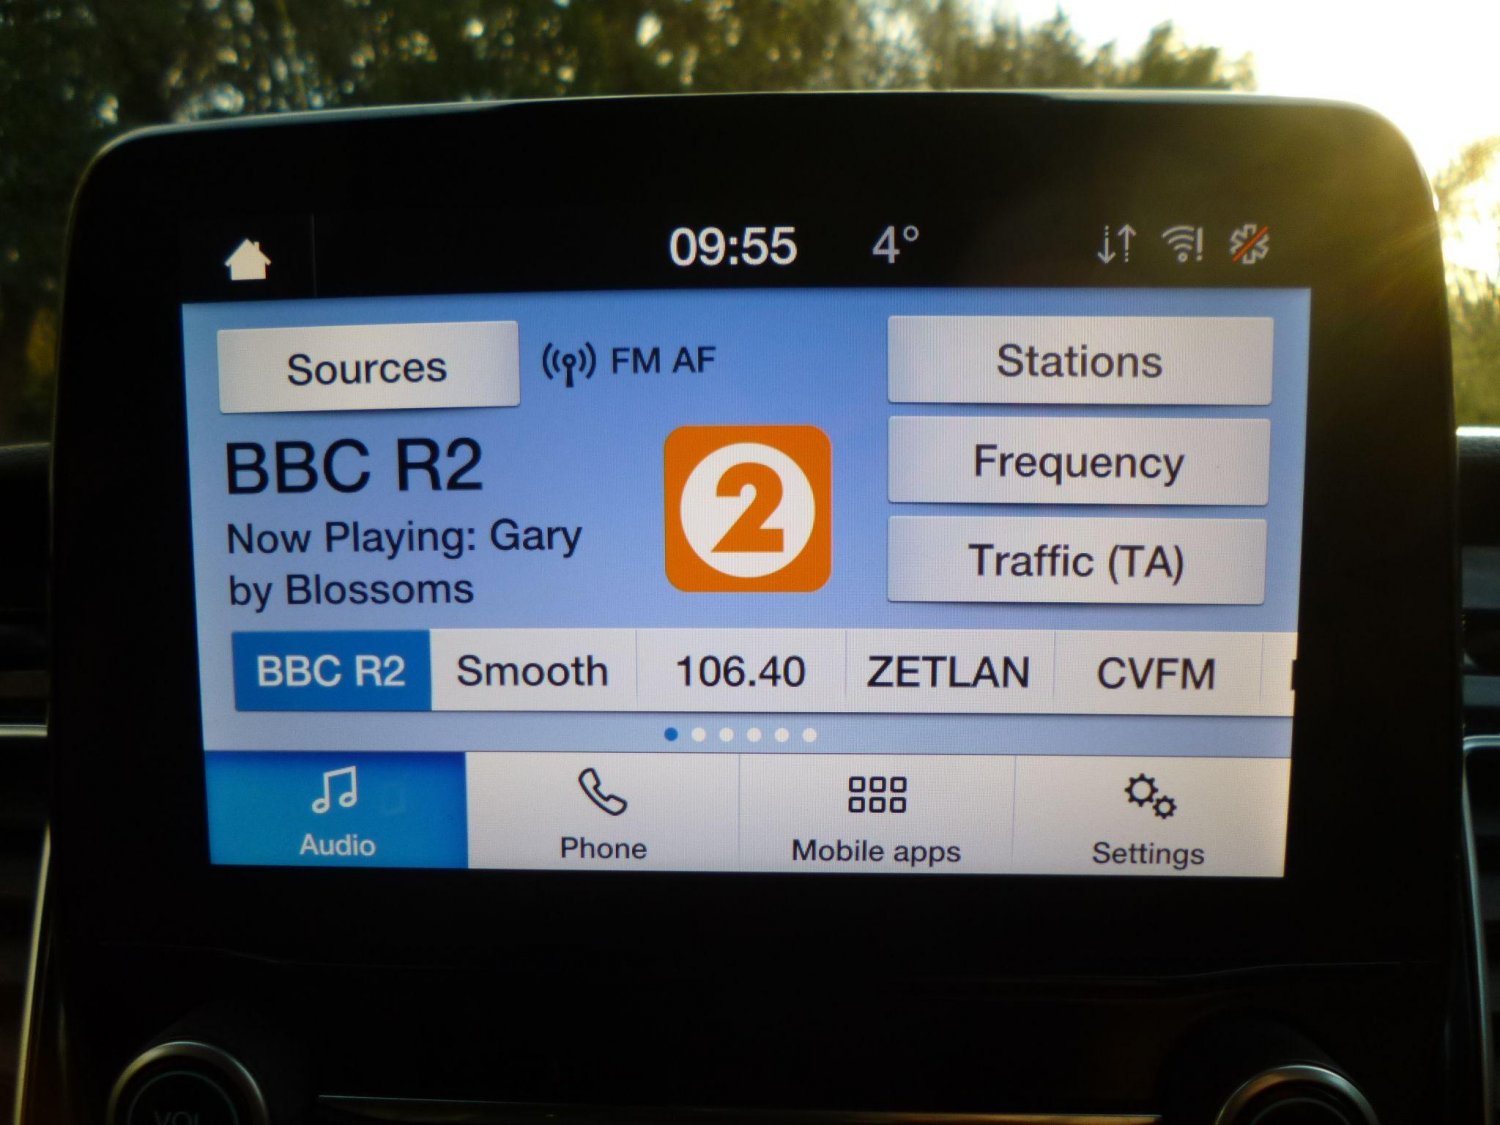 09:55 4°
Sources
FM AF
Stations
BBC R2
2
Frequency
Now Playing: Gary
by Blossoms
Traffic (TA)
BBC R2
Smooth
106.40
ZETLAN
CVFM
Audio
Phone
Mobile apps
Settings
VOL